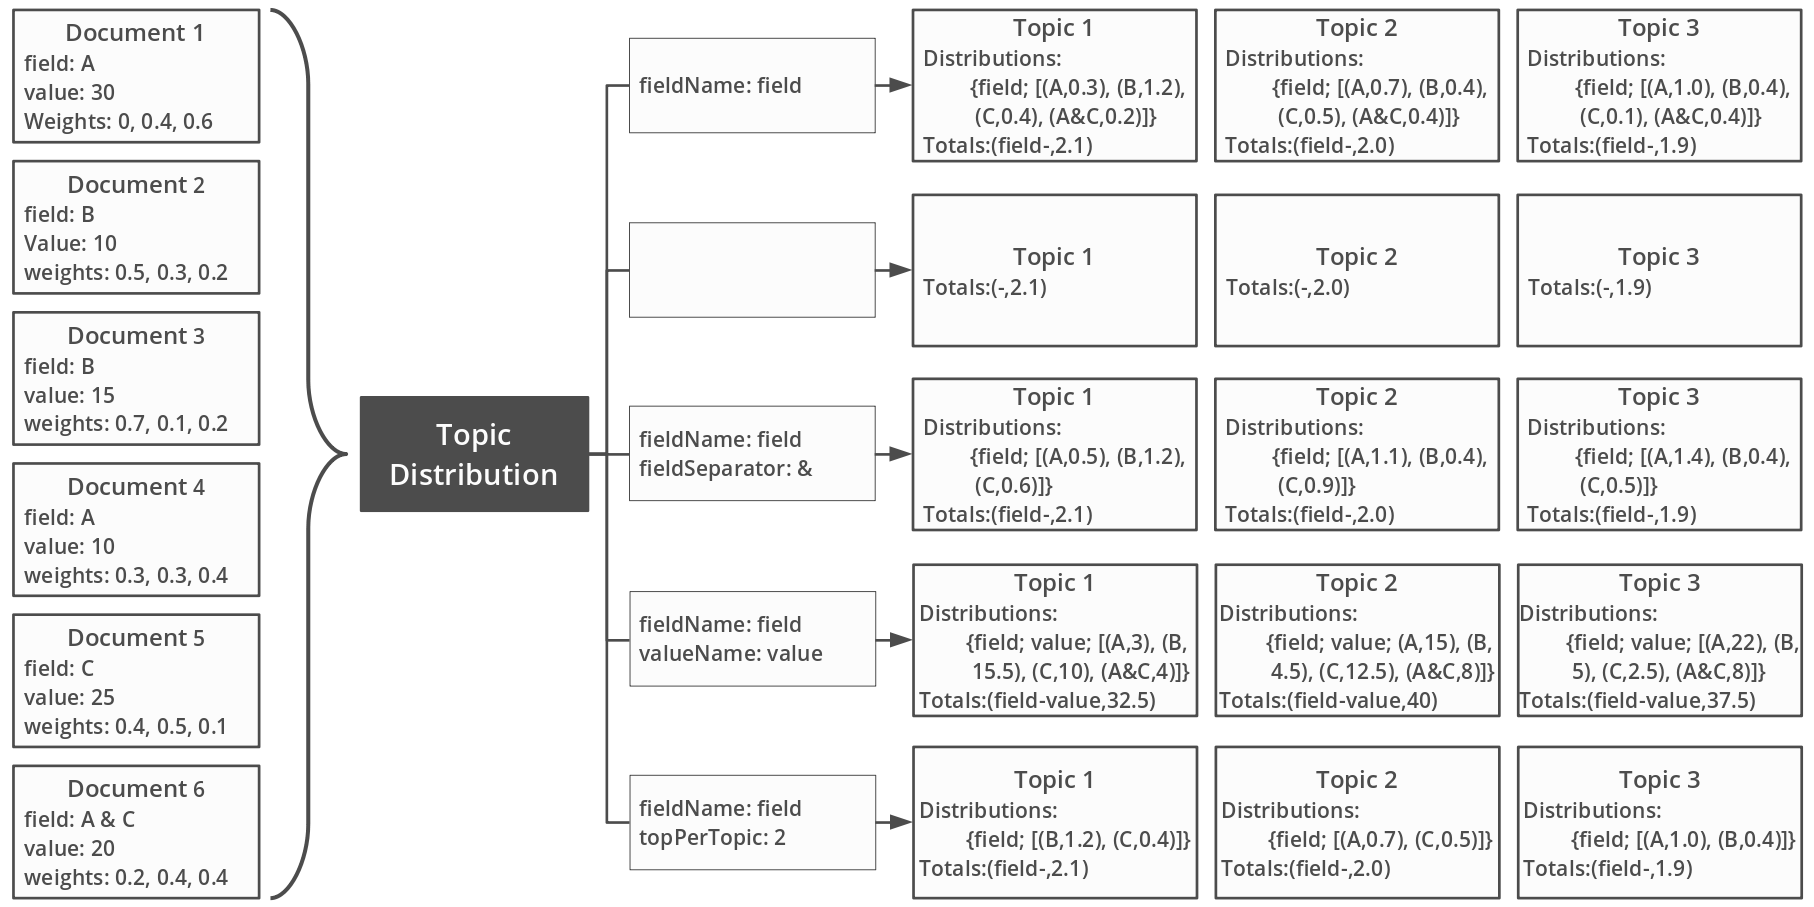 Document 1
field: A
value: 30
Weights: 0, 0.4, 0.6
Document 2
field: B
Value: 10
weights: 0.5, 0.3, 0.2
Document 3
field: B
value: 15
weights: 0.7, 0.1, 0.2
Document 4
field: A
value: 10
weights: 0.3, 0.3, 0.4
Document 5
field: C
value: 25
weights: 0.4, 0.5, 0.1
Document 6
field: A & C
value: 20
weights: 0.2, 0.4, 0.4
Topic
Distribution
fieldName: field
Topic 1
Distributions:
{field; [(A,0.3), (B,1.2),
(C,0.4), (A&C,0.2)]}
Totals:(field-,2.1)
Topic 2
Distributions:
{field; [(A,0.7), (B,0.4),
(C,0.5), (A&C,0.4)]}
Totals:(field-,2.0)
Topic 3
Distributions:
{field; [(A,1.0), (B,0.4),
(C,0.1), (A&C,0.4)]}
Totals:(field-,1.9)
Topic 1
Totals:(-,2.1)
Topic 2
Totals:(-,2.0)
Topic 3
Totals:(-,1.9)
fieldName: field
fieldSeparator: &
Topic 1
Distributions:
{field; [(A,0.5), (B,1.2),
(C,0.6)]}
Totals:(field-,2.1)
Topic 2
Distributions:
{field; [(A,1.1), (B,0.4),
(C,0.9)]}
Totals:(field-,2.0)
Topic 3
Distributions:
{field; [(A,1.4), (B,0.4),
(C,0.5)]}
Totals:(field-,1.9)
fieldName: field
valueName: value
Topic 1
Distributions:
{field; value; [(A,3), (B,
15.5), (C,10), (A&C,4)]}
Totals:(field-value,32.5)
Topic 2
Distributions:
{field; value; (A,15), (B,
4.5), (C,12.5), (A&C,8)]}
Totals:(field-value,40)
Topic 3
Distributions:
{field; value; [(A,22), (B,
5), (C,2.5), (A&C,8)]}
Totals:(field-value,37.5)
fieldName: field
topPerTopic: 2
Topic 1
Distributions:
{field; [(B,1.2), (C,0.4)]}
Totals:(field-,2.1)
Topic 2
Distributions:
{field; [(A,0.7), (C,0.5)]}
Totals:(field-,2.0)
Topic 3
Distributions:
{field; [(A,1.0), (B,0.4)]}
Totals:(field-,1.9)